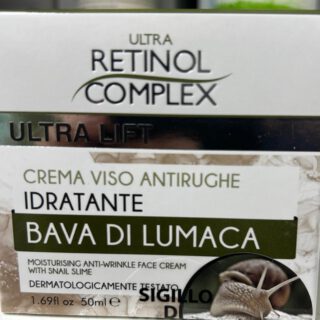 ULTRA
RETINOL
COMPLEX
ULTRA LIFT
CREMA VISO ANTIRUGHE
IDRATANTE
BAVA DI LUMACA
MOISTURISING ANTI-WRINKLE FACE CREAM
WITH SNAIL SLIME
DERMATOLOGICAMENTE TESTATO
1.69fl oz 50ml e
SIGILLO
DI